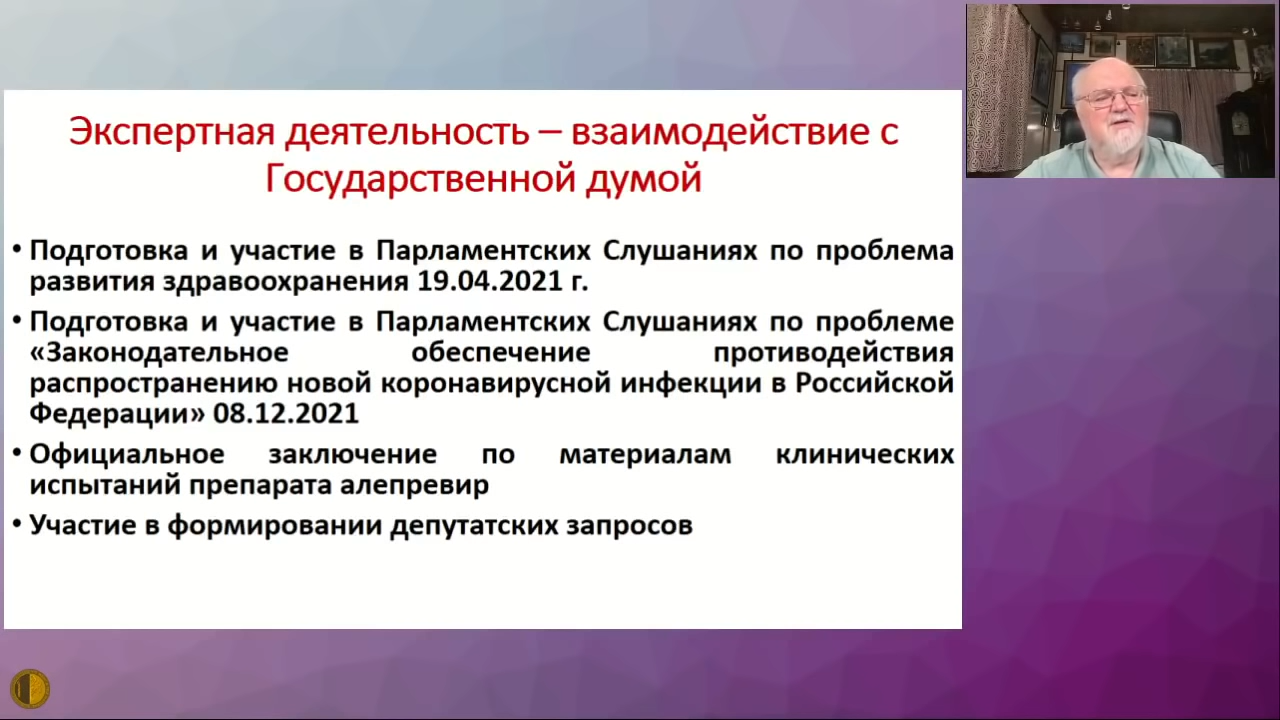 Экспертная деятельность – взаимодействие с
Государственной думой
• Подготовка и участие в Парламентских Слушаниях по проблема
развития здравоохранения 19.04.2021 г.
• Подготовка и участие в Парламентских Слушаниях по проблеме
«Законодательное обеспечение противодействия
распространению новой коронавирусной инфекции в Российской
Федерации» 08.12.2021
• Официальное заключение по материалам клинических
испытаний препарата алепревир
• Участие в формировании депутатских запросов